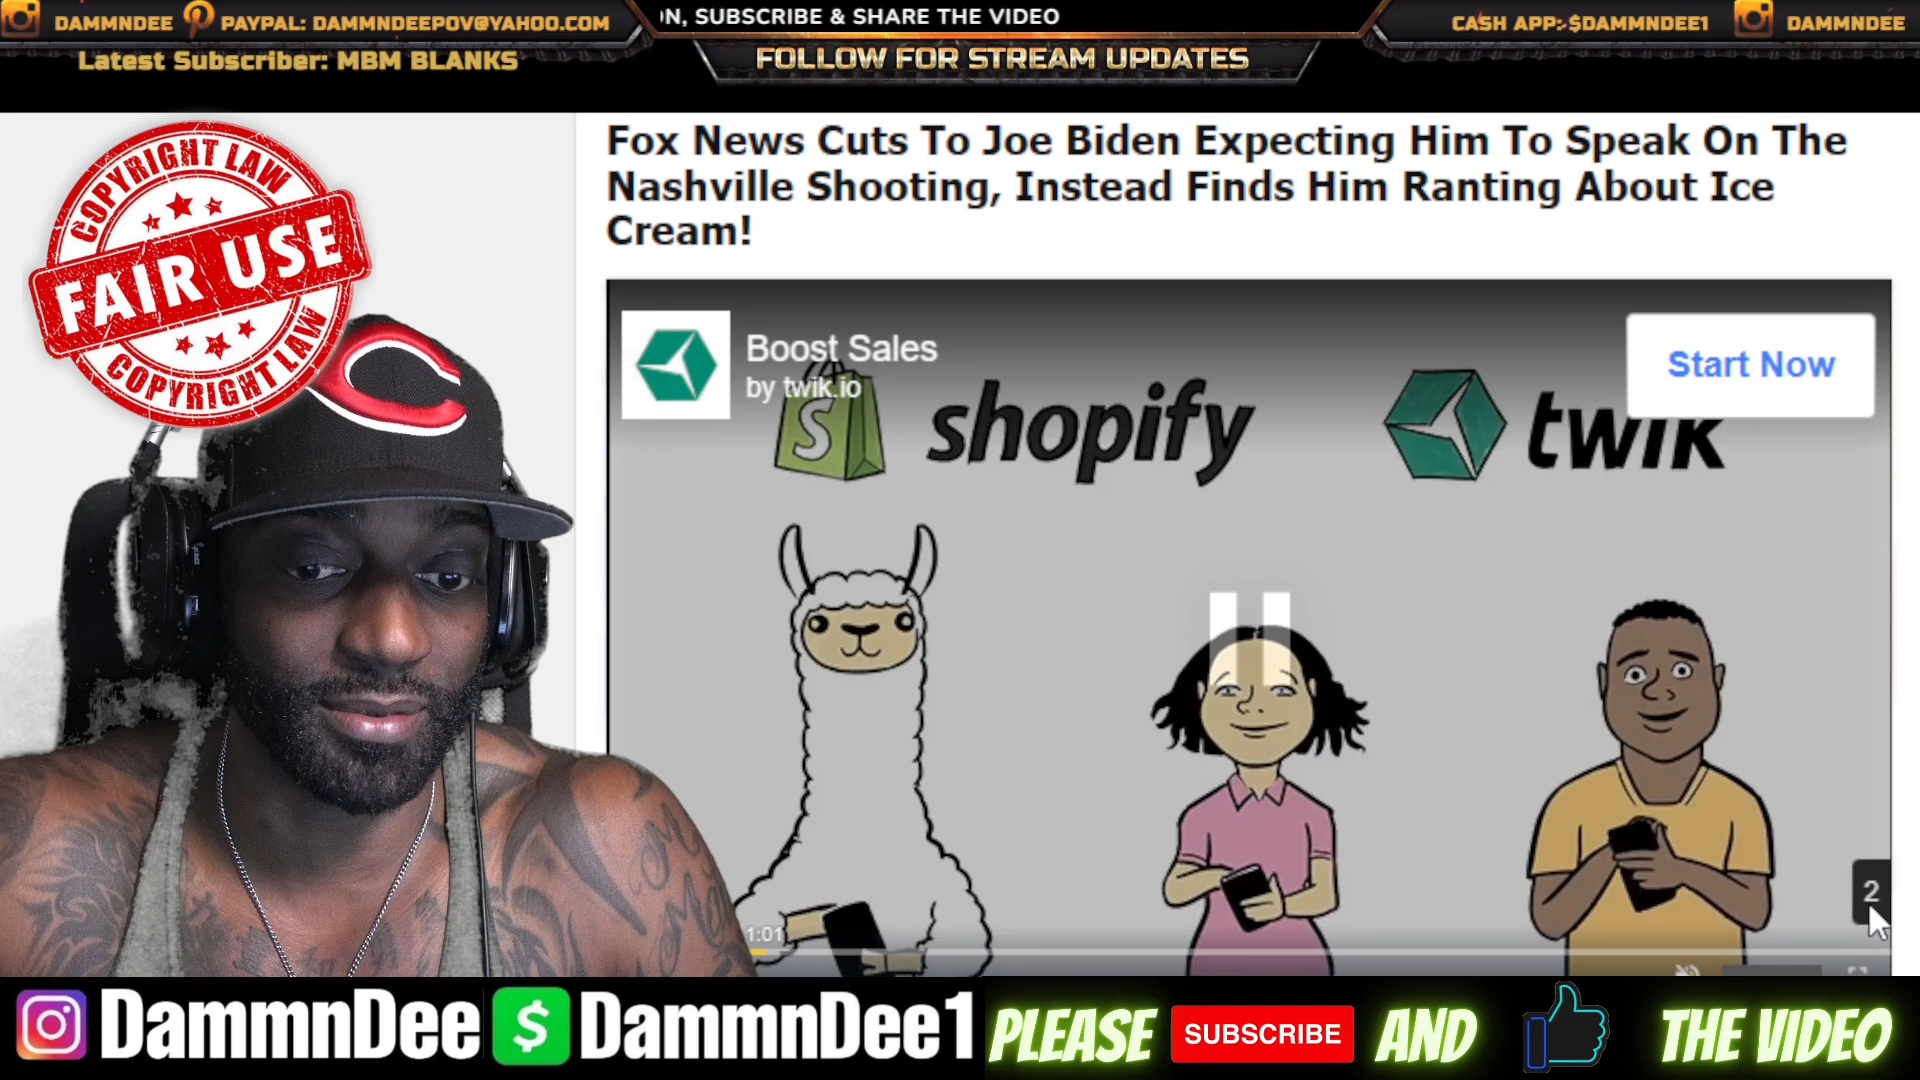 DAMMNDEE
PAYPAL: DAMMNDEEPOV@YAHOO.COM
N, SUBSCRIBE & SHARE THE VIDEO
CASH APP:$DAMMNDEE1
DAMMNDEE
Latest Subscriber: MBM BLANKS
FOLLOW FOR STREAM UPDATES
COPYRIGHT LAW
FAIR USE
COPYRIGHT LAW
Fox News Cuts To Joe Biden Expecting Him To Speak On The
Nashville Shooting, Instead Finds Him Ranting About Ice
Cream!
Boost Sales
by twik.io
Start Now
S
shopify
twik
2
1:01
DammnDee
$
DammnDee1
PLEASE
SUBSCRIBE
AND
THE VIDEO